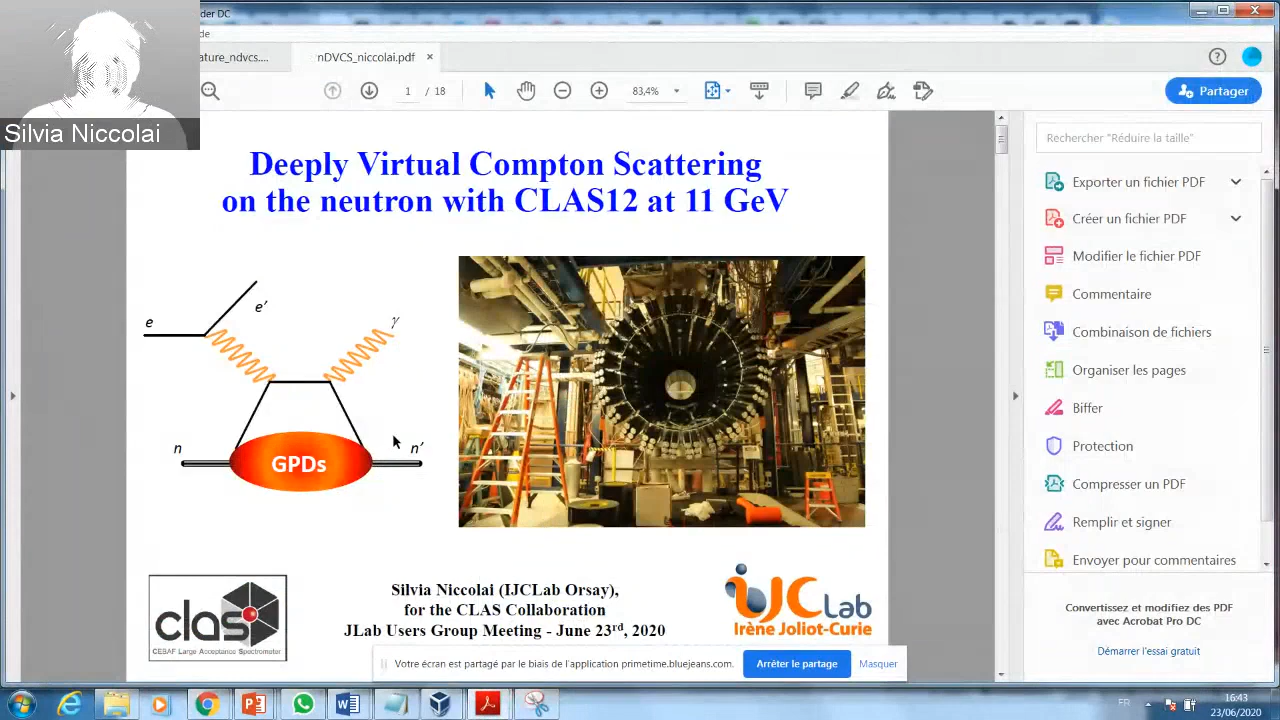 der DC
de
ature_ndvcs....
nDVCS_niccolai.pdf
1 / 18
83,4%
Partager
Silvia Niccolai
Rechercher "Réduire la taille"
Deeply Virtual Compton Scattering
on the neutron with CLAS12 at 11 GeV
e
e’
γ
n
n’
GPDs
clas
CEBAF Large Acceptance Spectrometer
Silvia Niccolai (IJCLab Orsay),
for the CLAS Collaboration
JLab Users Group Meeting - June 23rd, 2020
iJC Lab
Irène Joliot-Curie
Exporter un fichier PDF
Créer un fichier PDF
Modifier le fichier PDF
Commentaire
Combinaison de fichiers
Organiser les pages
Biffer
Protection
Compresser un PDF
Remplir et signer
Envoyer pour commentaires
Convertissez et modifiez des PDF
avec Acrobat Pro DC
Démarrer l'essai gratuit
Votre écran est partagé par le biais de l'application primetime.bluejeans.com.
Arrêter le partage
Masquer
FR
16:43
23/06/2020